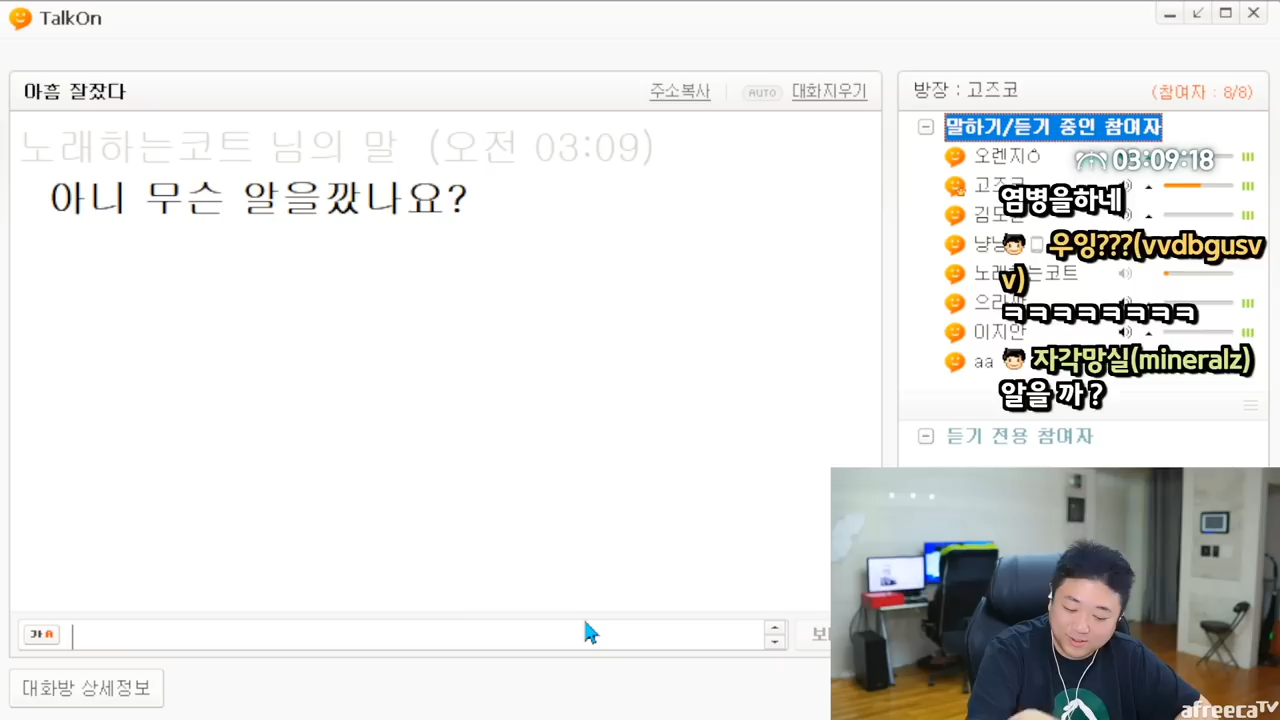 TalkOn
아흠 잘잤다
주소복사
AUTO
대화지우기
노래하는코트 님의 말 (오전 03:09)
아니 무슨 알을깠나요?
가A
대화방 상세정보
방장 : 고즈코
(참여자 : 8/8)
말하기/듣기 중인 참여자
오렌지
03:09:18
고즈코
염병을하네
우잉???(vvdbgusv
v)
노래하는코트
ㅋㅋㅋㅋㅋㅋㅋㅋ
이지안
aa
자각망실(mineralz)
알을 까?
듣기 전용 참여자
afreecaTV